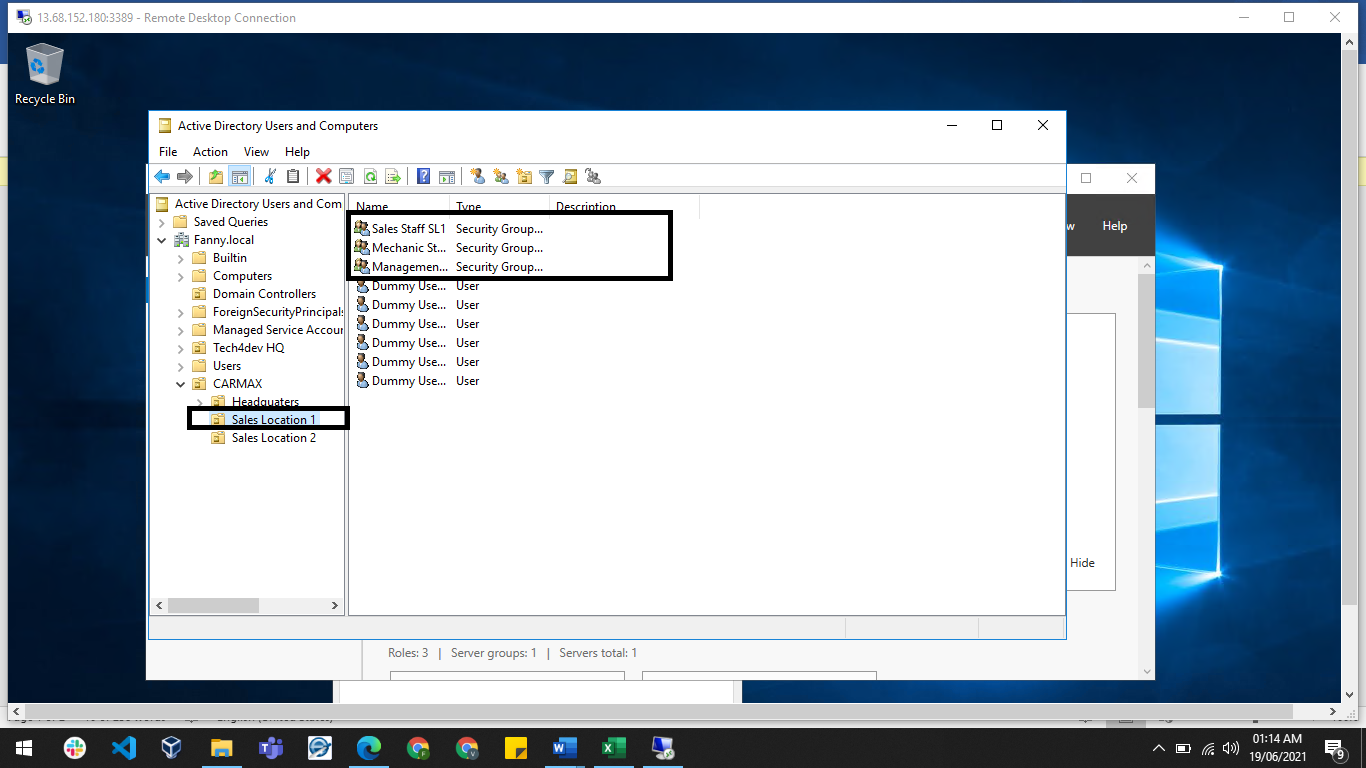 13.68.152.180:3389 - Remote Desktop Connection
Recycle Bin
Active Directory Users and Computers
File Action View Help
Active Directory Users and Com
Saved Queries
Fanny.local
Builtin
Computers
Domain Controllers
ForeignSecurityPrincipals
Managed Service Accour
Tech4dev HQ
Users
CARMAX
Headquaters
Sales Location 1
Sales Location 2
Name Type Description
Sales Staff SL1 Security Group...
Mechanic St... Security Group...
Managemen... Security Group...
Dummy Use... User
Dummy Use... User
Dummy Use... User
Dummy Use... User
Dummy Use... User
Dummy Use... User
w Help
Hide
Roles: 3 | Server groups: 1 | Servers total: 1
01:14 AM
19/06/2021
9